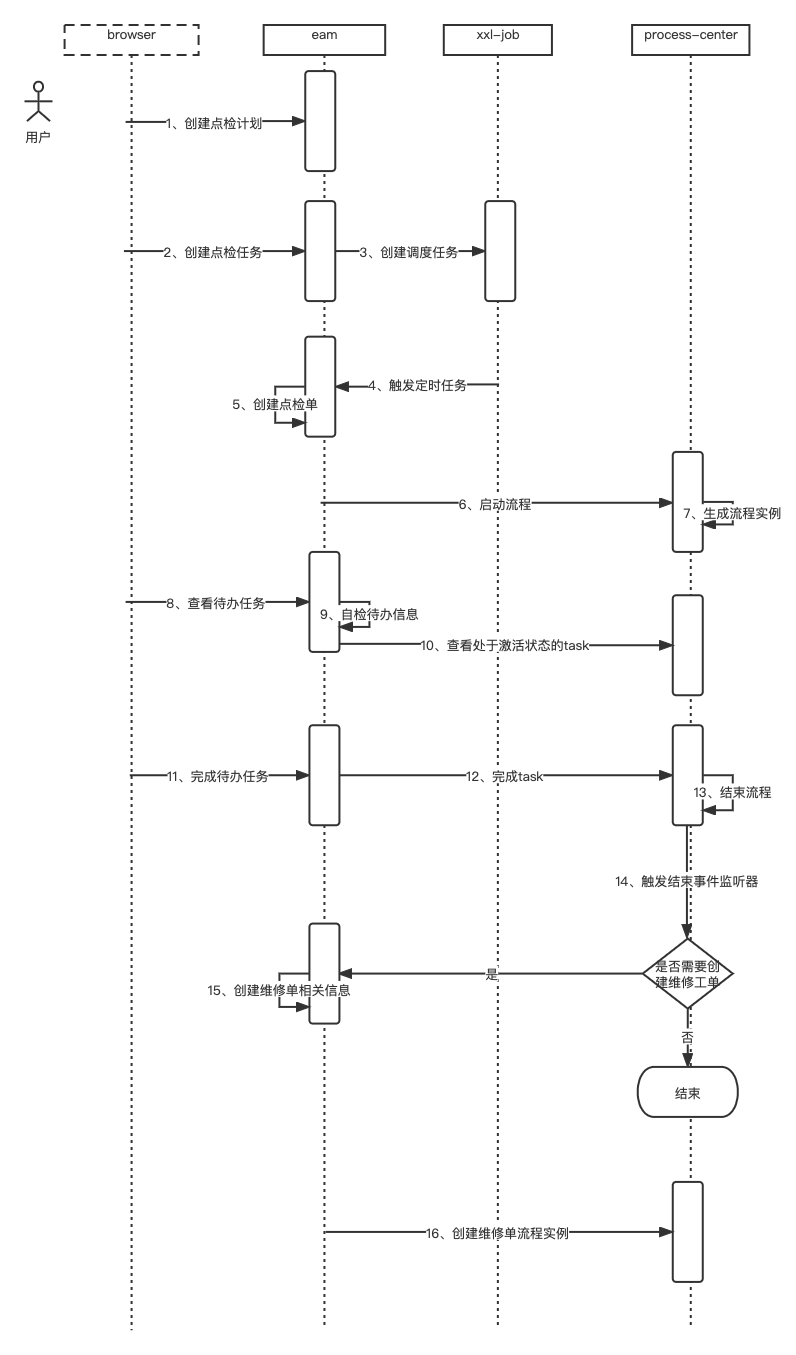 browser
eam
xxl-job
process-center
用户
1、创建点检计划
2、创建点检任务
3、创建调度任务
4、触发定时任务
5、创建点检单
6、启动流程
7、生成流程实例
8、查看待办任务
9、自检待办信息
10、查看处于激活状态的task
11、完成待办任务
12、完成task
13、结束流程
14、触发结束事件监听器
是否需要创
建维修工单
是
15、创建维修单相关信息
否
结束
16、创建维修单流程实例